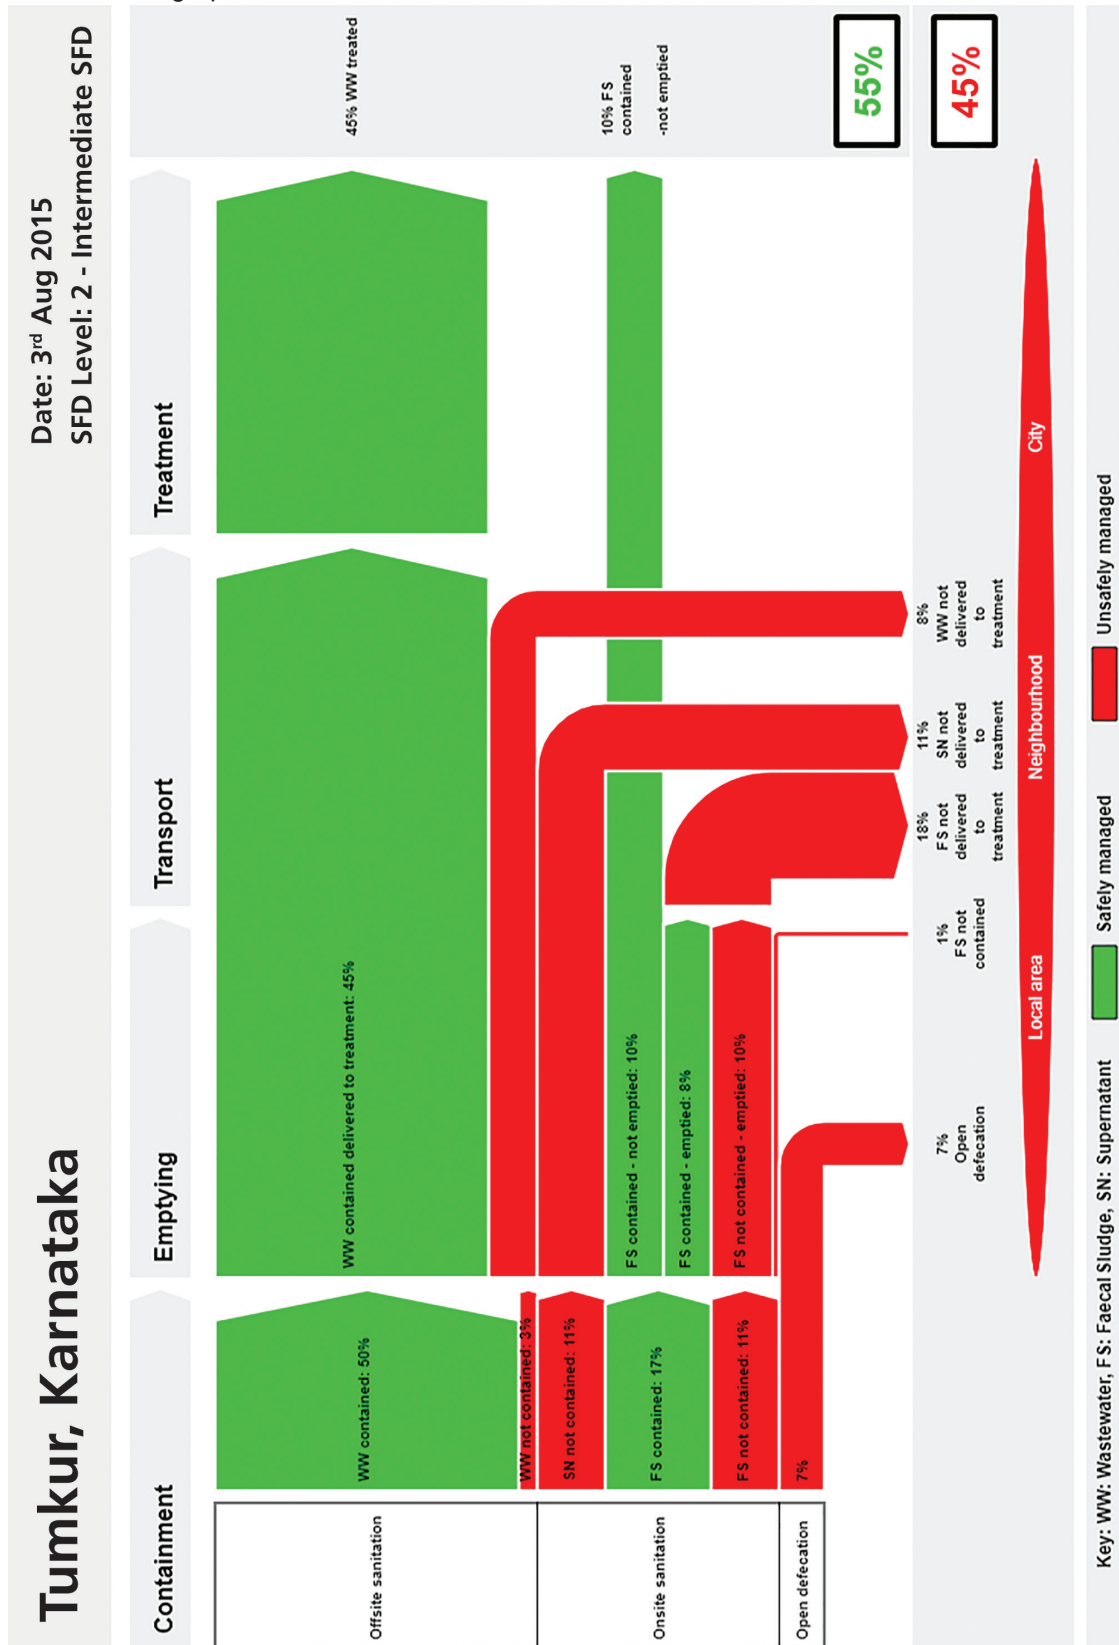 Tumkur, Karnataka
Date: 3rd Aug 2015
SFD Level: 2 - Intermediate SFD
Containment
Emptying
Transport
Treatment
Offsite sanitation
WW contained: 50%
WW contained delivered to treatment: 45%
45% WW treated
WW not contained: 3%
Onsite sanitation
SN not contained: 11%
FS contained: 17%
FS contained - not emptied: 10%
10% FS
contained
-not emptied
FS contained - emptied: 8%
FS not contained: 11%
FS not contained - emptied: 10%
Open defecation
7%
55%
45%
7%
Open
defecation
1%
FS not
contained
18%
FS not
delivered
to
treatment
11%
SN not
delivered
to
treatment
8%
WW not
delivered
to
treatment
Local area
Neighbourhood
City
Key: WW: Wastewater, FS: Faecal Sludge, SN: Supernatant
Safely managed
Unsafely managed